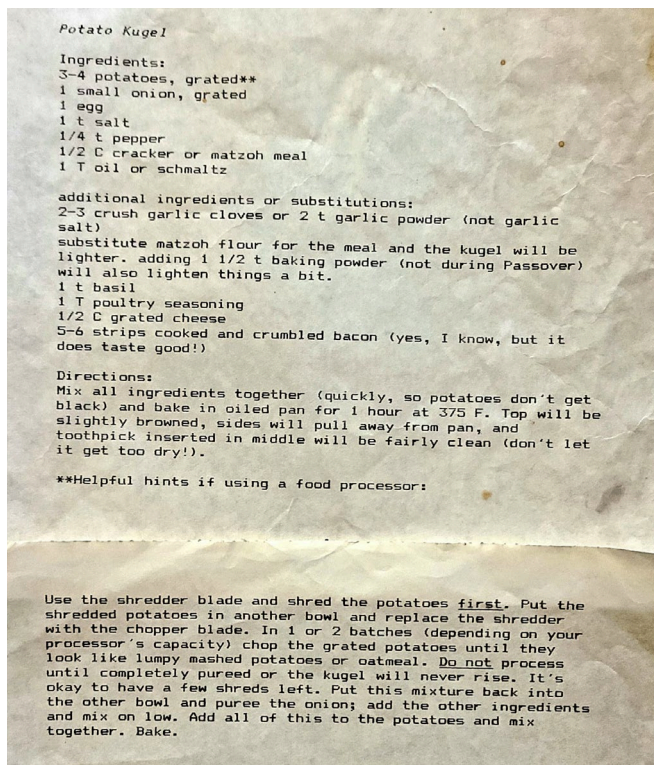 Potato Kugel
Ingredients:
3-4 potatoes, grated**
1 small onion, grated
1 egg
1 t salt
1/4 t pepper
1/2 C cracker or matzoh meal
1 T oil or schmaltz
additional ingredients or substitutions:
2-3 crush garlic cloves or 2 t garlic powder (not garlic
salt)
substitute matzoh flour for the meal and the kugel will be
lighter. adding 1 1/2 t baking powder (not during Passover)
will also lighten things a bit.
1 t basil
1 T poultry seasoning
1/2 C grated cheese
5-6 strips cooked and crumbled bacon (yes, I know, but it
does taste good!)
Directions:
Mix all ingredients together (quickly, so potatoes don't get
black) and bake in oiled pan for 1 hour at 375 F. Top will be
slightly browned, sides will pull away from pan, and
toothpick inserted in middle will be fairly clean (don't let
it get too dry!).
**Helpful hints if using a food processor:
Use the shredder blade and shred the potatoes first. Put the
shredded potatoes in another bowl and replace the shredder
with the chopper blade. In 1 or 2 batches (depending on your
processor's capacity) chop the grated potatoes until they
look like lumpy mashed potatoes or oatmeal. Do not process
until completely pureed or the kugel will never rise. It's
okay to have a few shreds left. Put this mixture back into
the other bowl and puree the onion; add the other ingredients
and mix on low. Add all of this to the potatoes and mix
together. Bake.